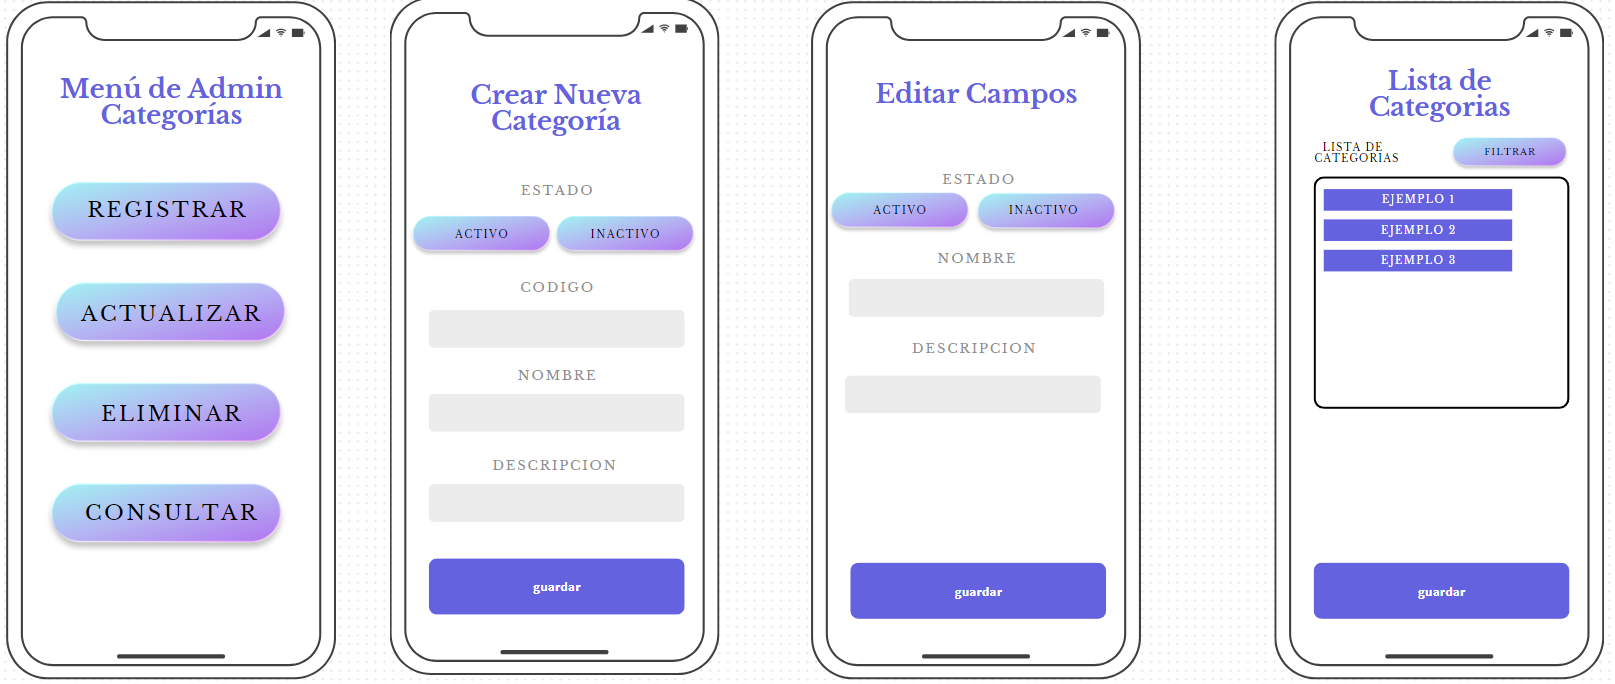 Menú de Admin
Categorías
REGISTRAR
ACTUALIZAR
ELIMINAR
CONSULTAR
Crear Nueva
Categoría
ESTADO
ACTIVO
INACTIVO
CODIGO
NOMBRE
DESCRIPCION
guardar
Editar Campos
ESTADO
ACTIVO
INACTIVO
NOMBRE
DESCRIPCION
guardar
Lista de
Categorias
LISTA DE
CATEGORIAS
FILTRAR
EJEMPLO 1
EJEMPLO 2
EJEMPLO 3
guardar